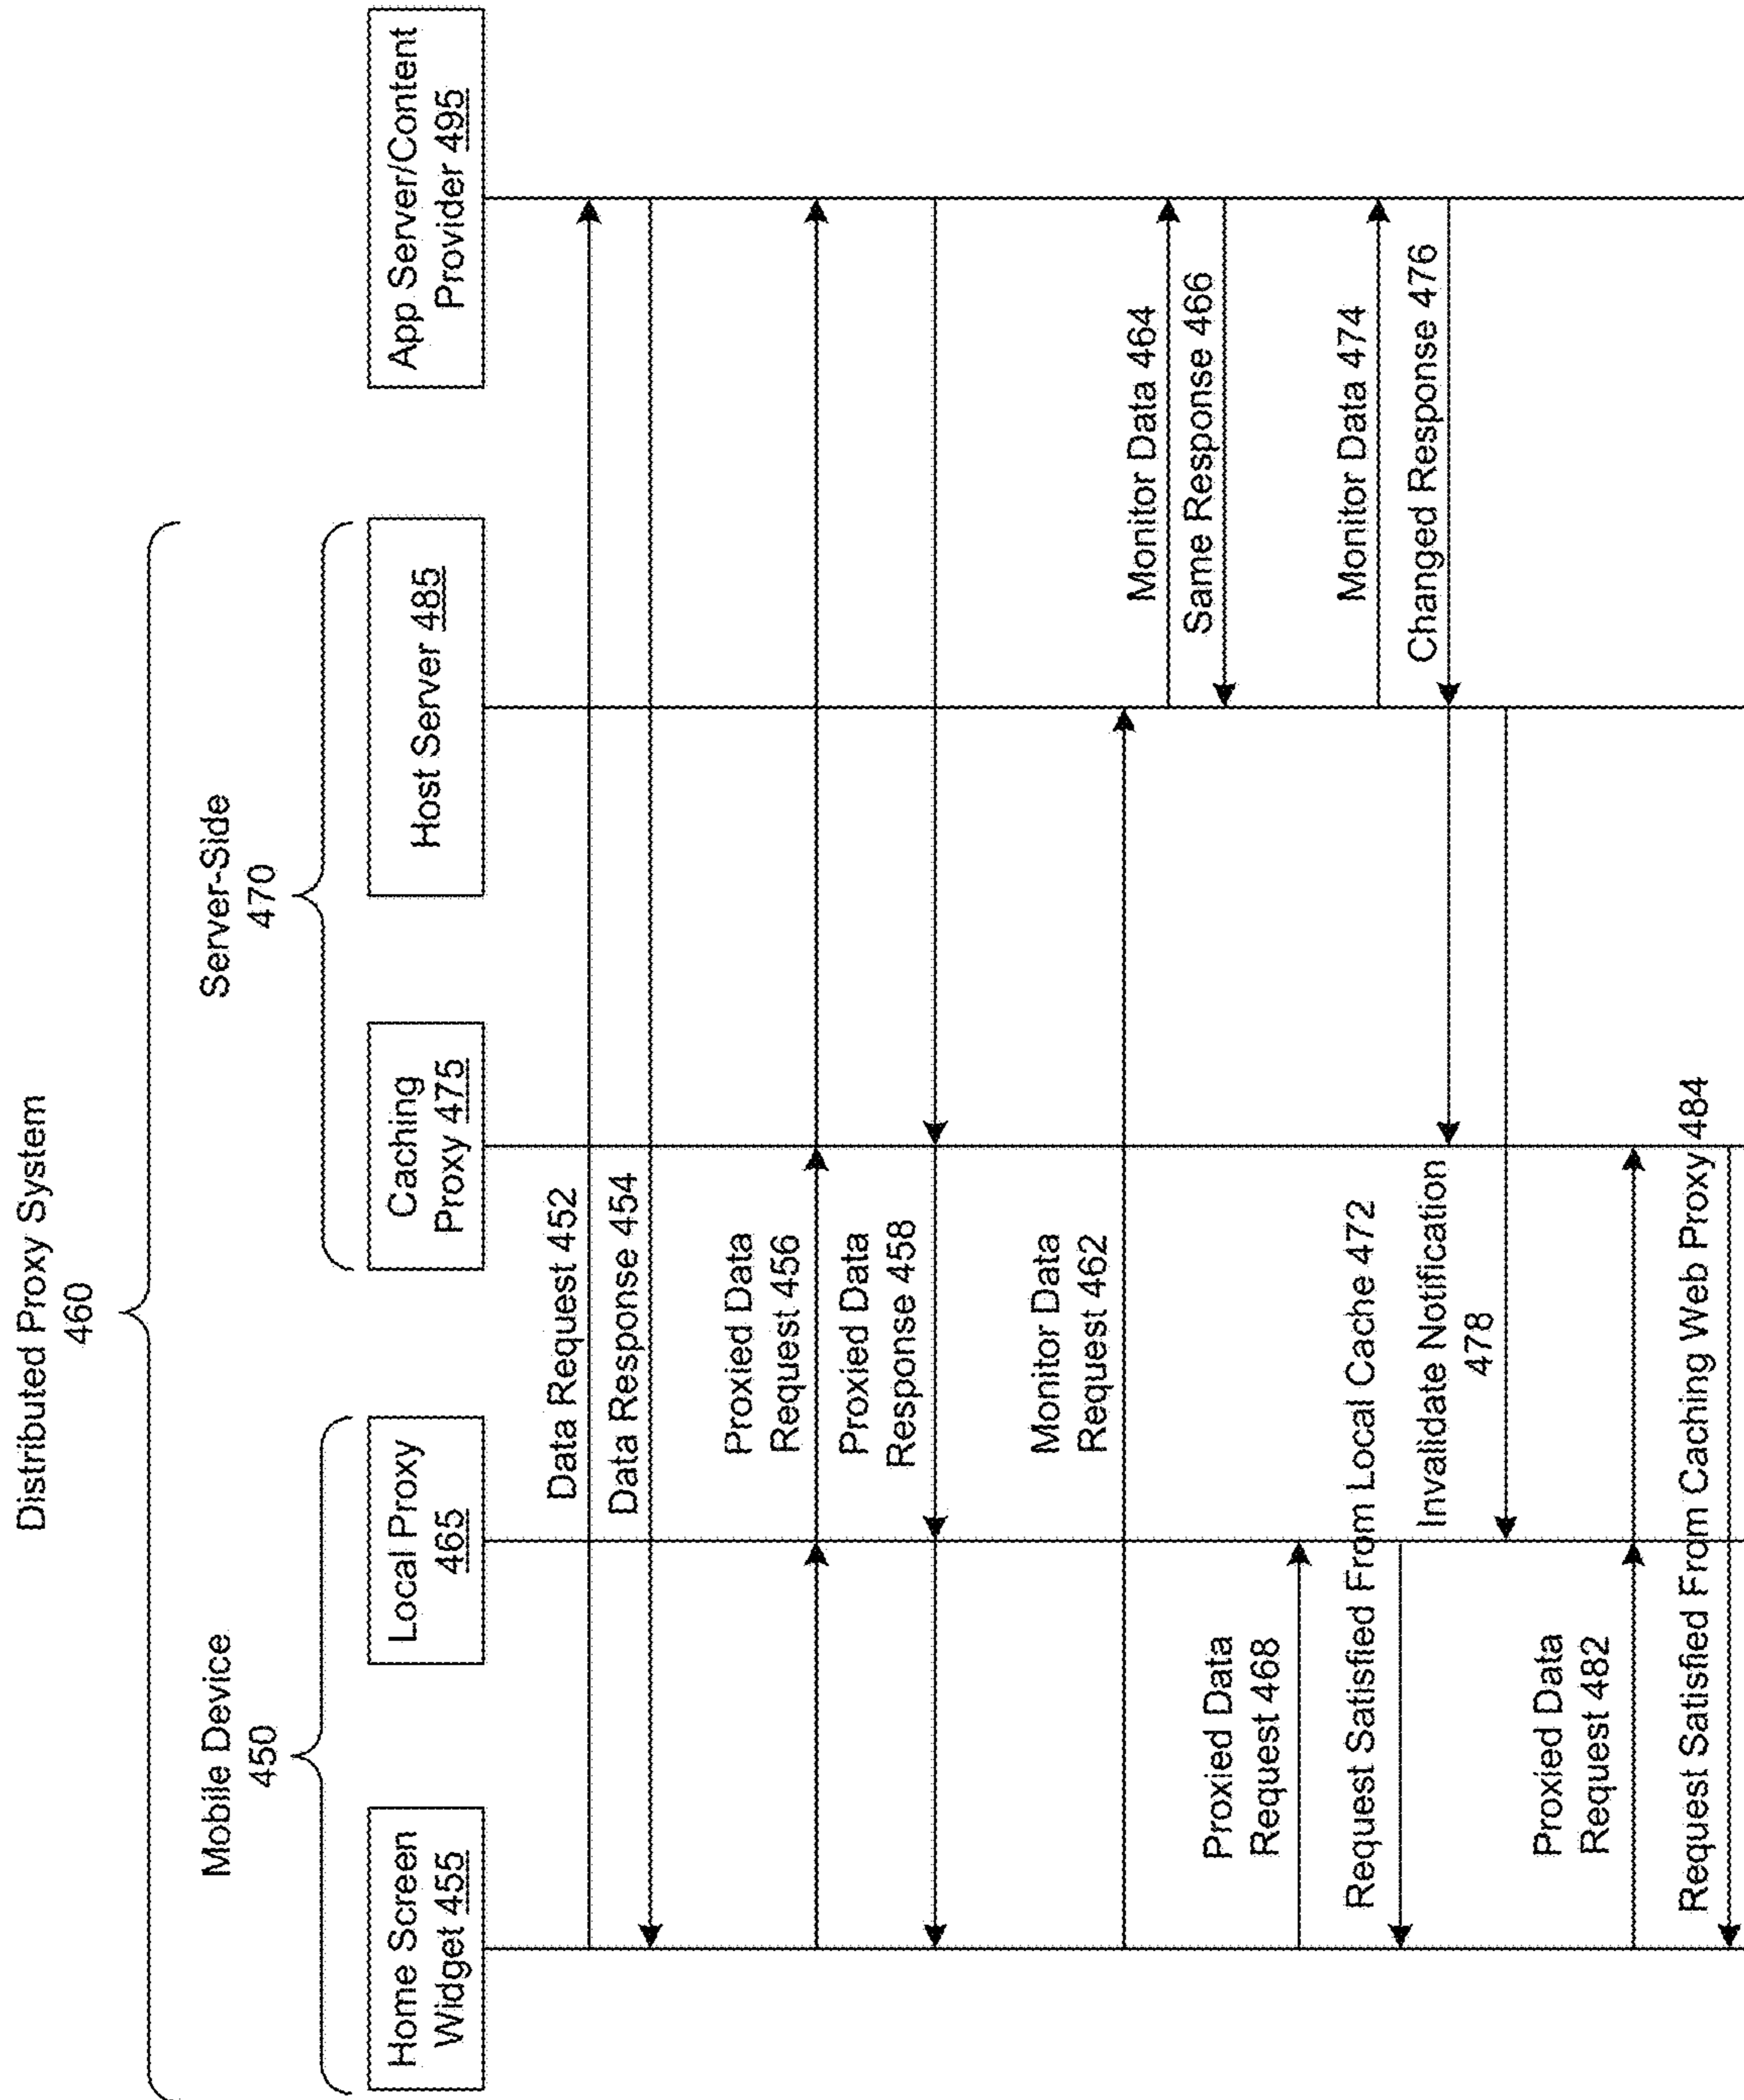 Distributed Proxy System
460
Mobile Device
450
Server-Side
470
Home Screen
Widget 455
Local Proxy
465
Caching
Proxy 475
Host Server 485
App Server/Content
Provider 495
Data Request 452
Data Response 454
Proxied Data
Request 456
Proxied Data
Response 458
Monitor Data
Request 462
Monitor Data 464
Same Response 466
Proxied Data
Request 468
Request Satisfied From Local Cache 472
Monitor Data 474
Changed Response 476
Invalidate Notification
478
Proxied Data
Request 482
Request Satisfied From Caching Web Proxy 484